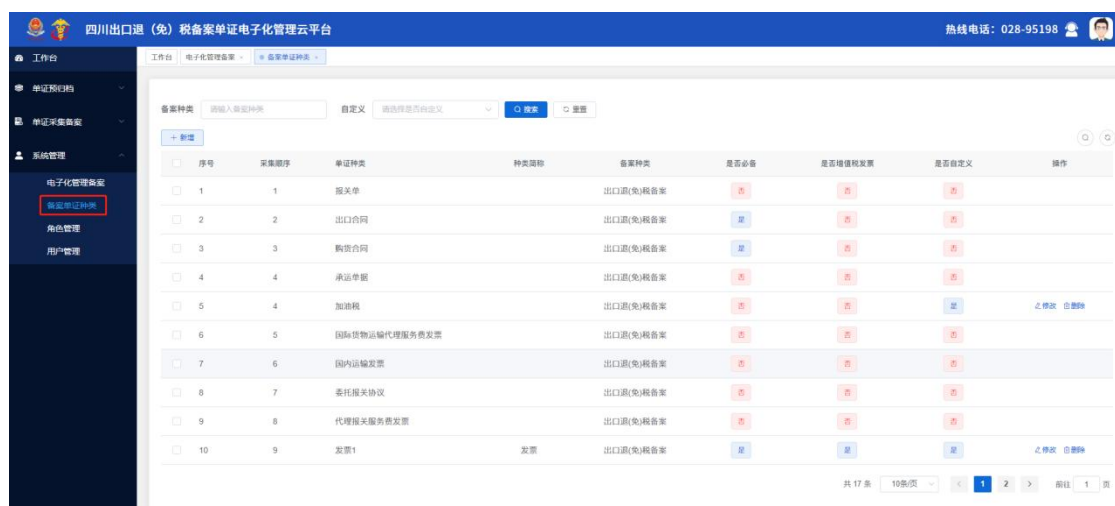 四川出口退（免）税备案单证电子化管理云平台 热线电话：028-95198
工作台 工作台 电子化管理备案 备案单证种类
单证预归档
备案种类 请输入备案种类 自定义 请选择是否自定义 搜索 重置
单证采集备案
+ 新增
系统管理 序号 采集顺序 单证种类 种类简称 备案种类 是否必备 是否增值税发票 是否自定义 操作
电子化管理备案
备案单证种类
角色管理
用户管理
1 1 报关单 出口退(免)税备案 否 否 否
2 2 出口合同 出口退(免)税备案 是 否 否
3 3 购货合同 出口退(免)税备案 是 否 否
4 4 承运单据 出口退(免)税备案 否 否 否
5 4 加油税 出口退(免)税备案 否 否 是 修改 删除
6 5 国际货物运输代理服务费发票 出口退(免)税备案 否 否 否
7 6 国内运输发票 出口退(免)税备案 否 否 否
8 7 委托报关协议 出口退(免)税备案 否 否 否
9 8 代理报关服务费发票 出口退(免)税备案 否 否 否
10 9 发票1 发票 出口退(免)税备案 是 是 是 修改 删除
共 17 条 10条/页 < 1 2 > 前往 1 页